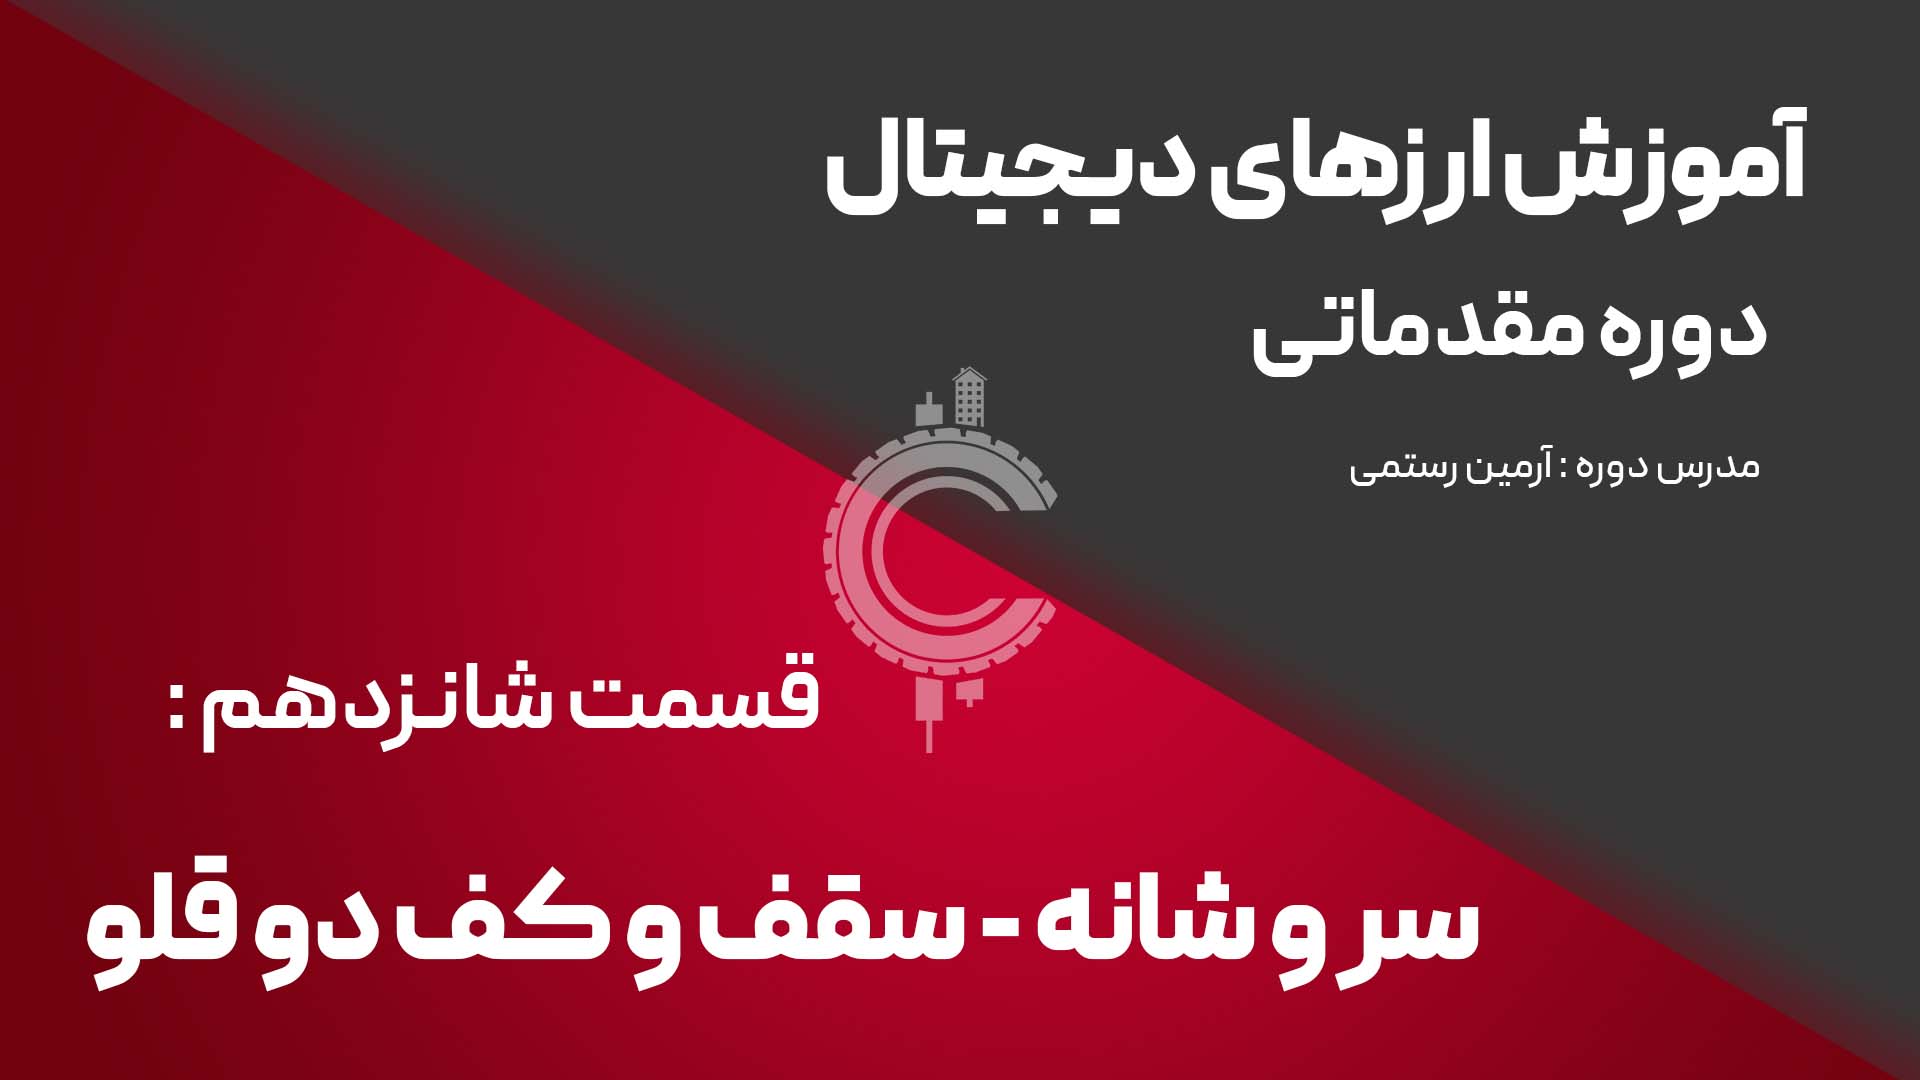 آموزش ارزهای دیجیتال
دوره مقدماتی
مدرس دوره : آرمین رستمی
قسمت شانزدهم :
سر و شانه - سقف و کف دو قلو